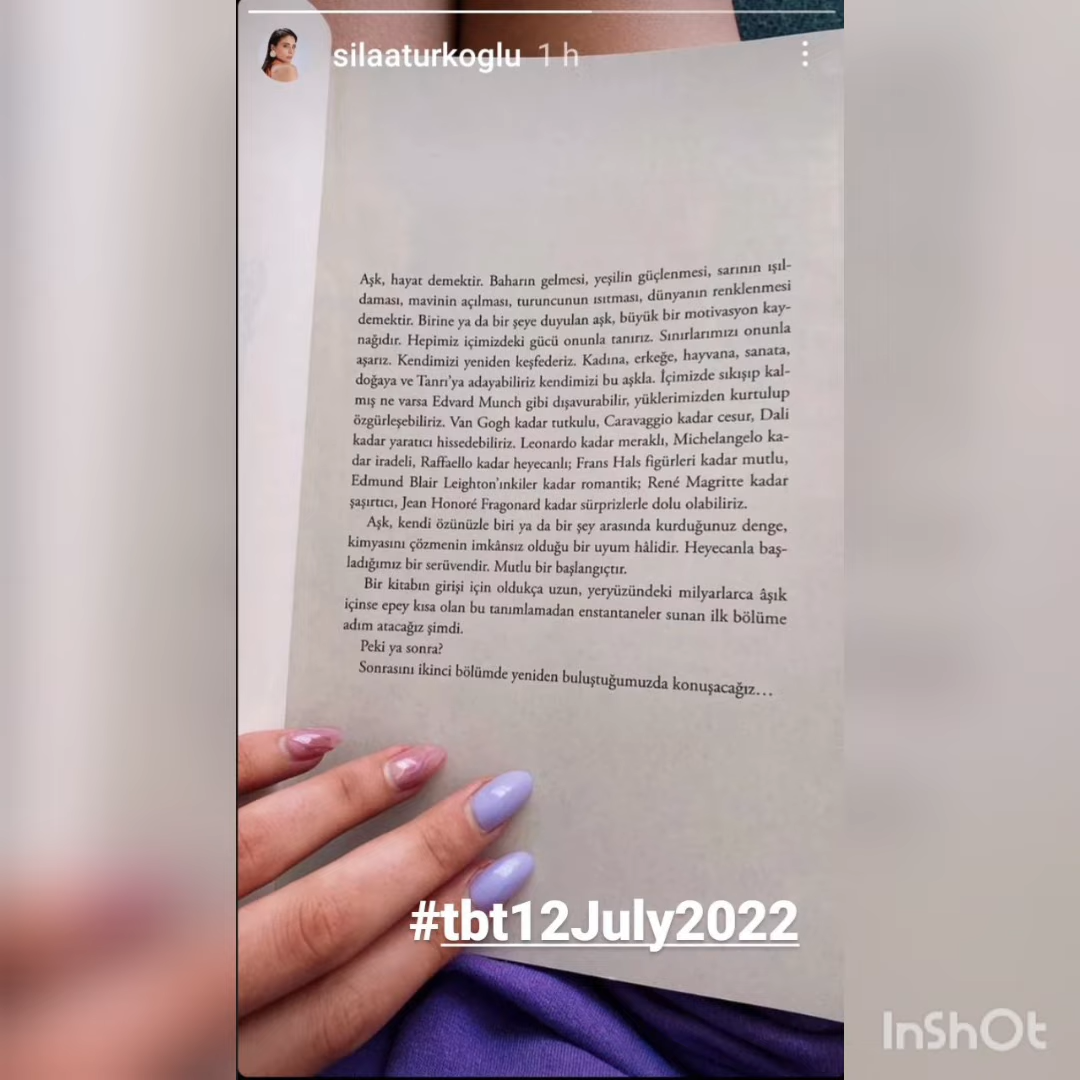 silaaturkoglu 1 h
Aşk, hayat demektir. Baharın gelmesi, yeşilin güçlenmesi, sarının ışıl-
daması, mavinin açılması, turuncunun ısıtması, dünyanın renklenmesi
demektir. Birine ya da bir şeye duyulan aşk, büyük bir motivasyon kay-
nağıdır. Hepimiz içimizdeki gücü onunla tanırız. Sınırlarımızı onunla
aşarız. Kendimizi yeniden keşfederiz. Kadına, erkeğe, hayvana, sanata,
doğaya ve Tanrı'ya adayabiliriz kendimizi bu aşkla. İçimizde sıkışıp kal-
mış ne varsa Edvard Munch gibi dışavurabilir, yüklerimizden kurtulup
özgürleşebiliriz. Van Gogh kadar tutkulu, Caravaggio kadar cesur, Dali
kadar yaratıcı hissedebiliriz. Leonardo kadar meraklı, Michelangelo ka-
dar iradeli, Raffaello kadar heyecanlı; Frans Hals figürleri kadar mutlu,
Edmund Blair Leighton'ınkiler kadar romantik; René Magritte kadar
şaşırtıcı, Jean Honoré Fragonard kadar sürprizlerle dolu olabiliriz.
Aşk, kendi özünüzle biri ya da bir şey arasında kurduğunuz denge,
kimyasını çözmenin imkânsız olduğu bir uyum hâlidir. Heyecanla baş-
ladığımız bir serüvendir. Mutlu bir başlangıçtır.
Bir kitabın girişi için oldukça uzun, yeryüzündeki milyarlarca âşık
içinse epey kısa olan bu tanımlamadan enstantaneler sunan ilk bölüme
adım atacağız şimdi.
Peki ya sonra?
Sonrasını ikinci bölümde yeniden buluştuğumuzda konuşacağız...
#tbt12July2022
InShOt